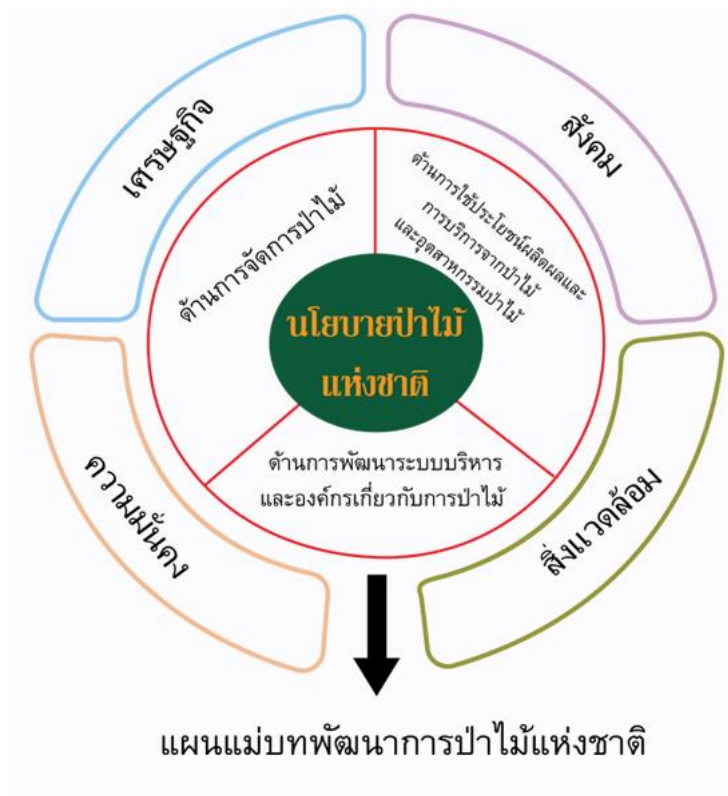 เศรษฐกิจ
สังคม
ด้านการจัดการป่าไม้
ด้านการใช้ประโยชน์ผลิตผลและ
การบริการจากป่าไม้
และอุตสาหกรรมป่าไม้
นโยบายป่าไม้
แห่งชาติ
ด้านการพัฒนาระบบบริหาร
และองค์กรเกี่ยวกับการป่าไม้
ความมั่นคง
สิ่งแวดล้อม
แผนแม่บทพัฒนาการป่าไม้แห่งชาติ